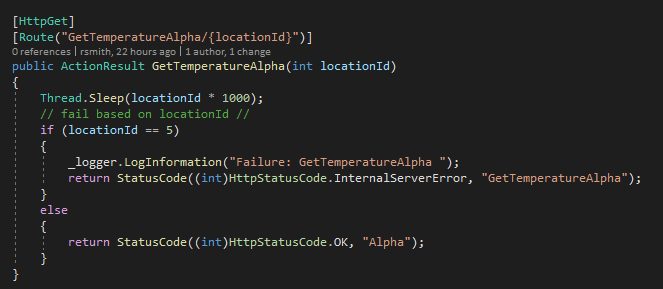 [HttpGet]
[Route("GetTemperatureAlpha/{locationId}")]
0 references | rsmith, 22 hours ago | 1 author, 1 change
public ActionResult GetTemperatureAlpha(int locationId)
{
    Thread.Sleep(locationId * 1000);
    // fail based on locationId //
    if (locationId == 5)
    {
        _logger.LogInformation("Failure: GetTemperatureAlpha ");
        return StatusCode((int)HttpStatusCode.InternalServerError, "GetTemperatureAlpha");
    }
    else
    {
        return StatusCode((int)HttpStatusCode.OK, "Alpha");
    }
}